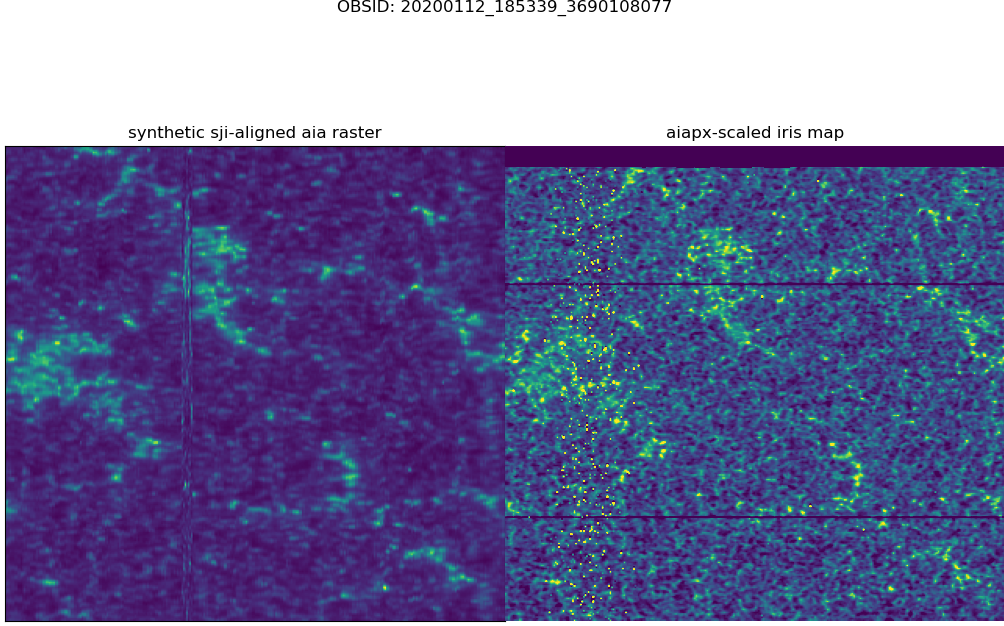 OBSID: 20200112_185339_3690108077
synthetic sji-aligned aia raster
aiapx-scaled iris map